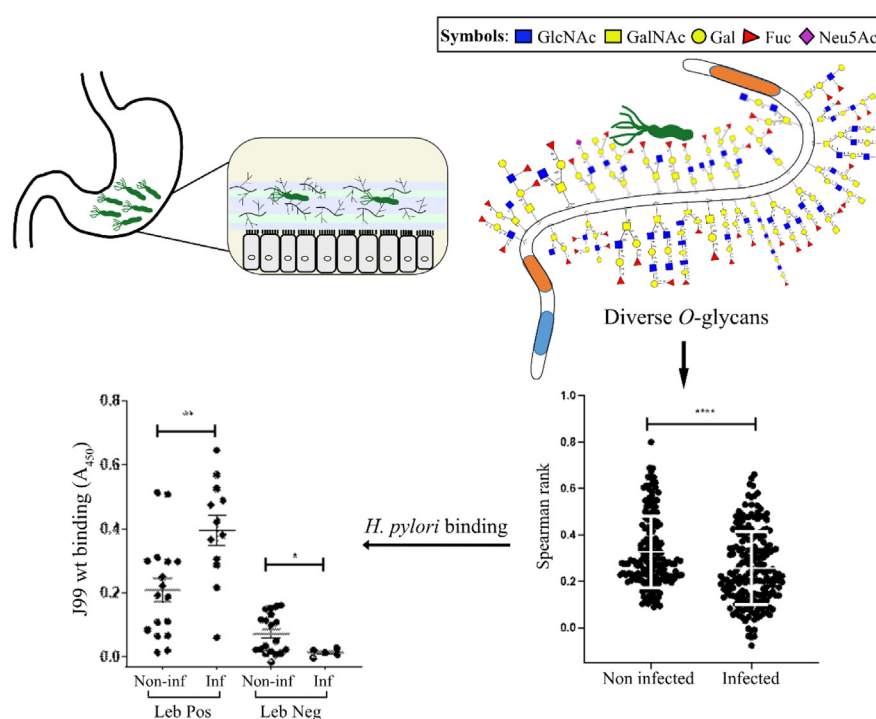 Symbols: GlcNAc GalNAc Gal Fuc Neu5Ac
Diverse O-glycans
0.8
0.6
0.4
0.2
0.0
J99 wt binding (A450)
**
*
Non-inf Inf Non-inf Inf
Leb Pos Leb Neg
H. pylori binding
1.0
0.8
0.6
0.4
0.2
0.0
Spearman rank
****
Non infected Infected